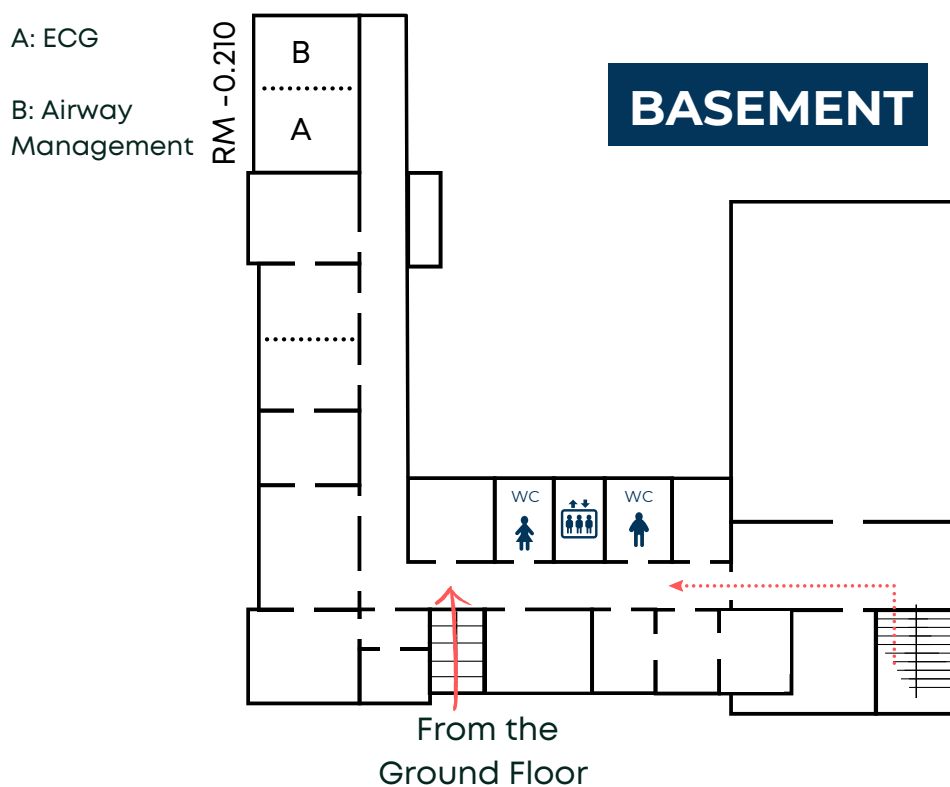 A: ECG
B: Airway
Management
RM -0.210
B
A
BASEMENT
WC
WC
From the
Ground Floor